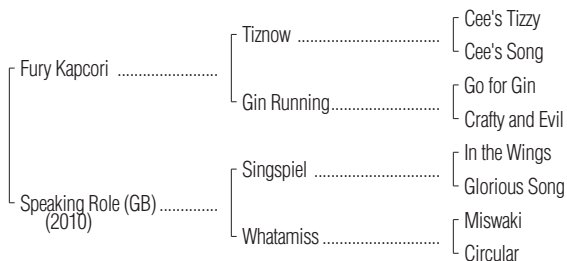 Cee's Tizzy
Tiznow ........................................
Cee's Song
Fury Kapcori ............................
Go for Gin
Gin Running...............................
Crafty and Evil
In the Wings
Singspiel ...................................
Glorious Song
Speaking Role (GB) ................
(2010)
Miswaki
Whatamiss ..................................
Circular